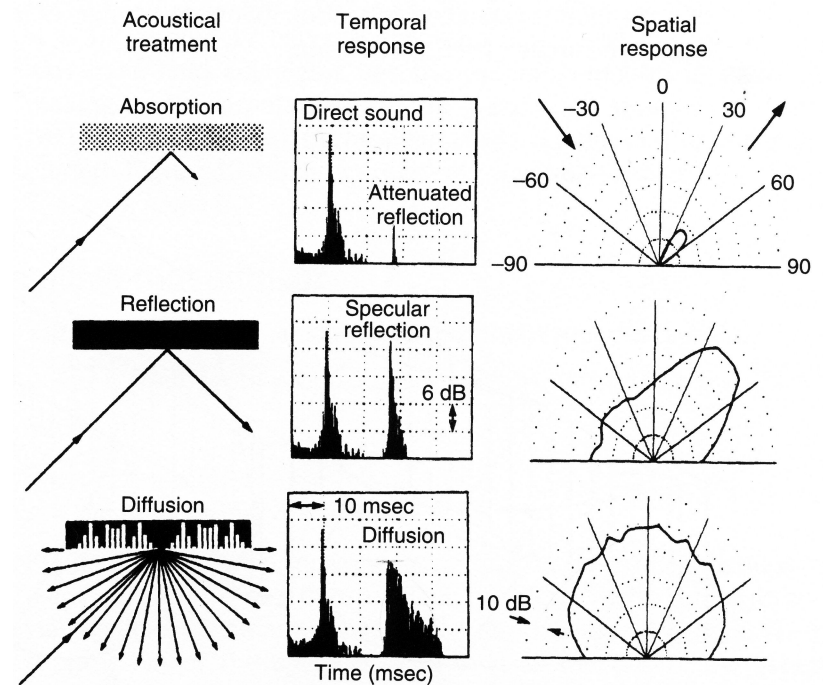 Acoustical
treatment
Temporal
response
Spatial
response
Absorption
Direct sound
Attenuated
reflection
0
–30
30
–60
60
–90
90
Reflection
Specular
reflection
6 dB
Diffusion
10 msec
Diffusion
10 dB
Time (msec)